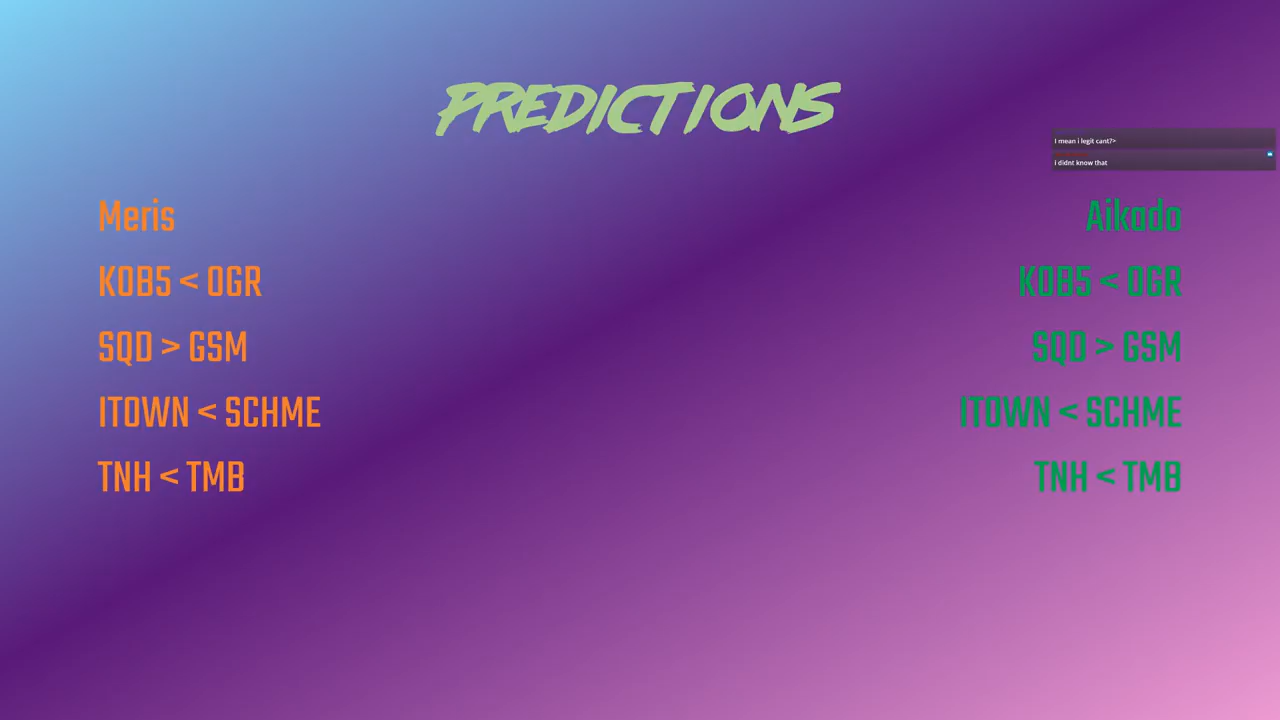 PREDICTIONS
I mean i legit cant?>
i didnt know that
Meris
KOB5 < OGR
SQD > GSM
ITOWN < SCHME
TNH < TMB
Aikado
KOB5 < OGR
SQD > GSM
ITOWN < SCHME
TNH < TMB